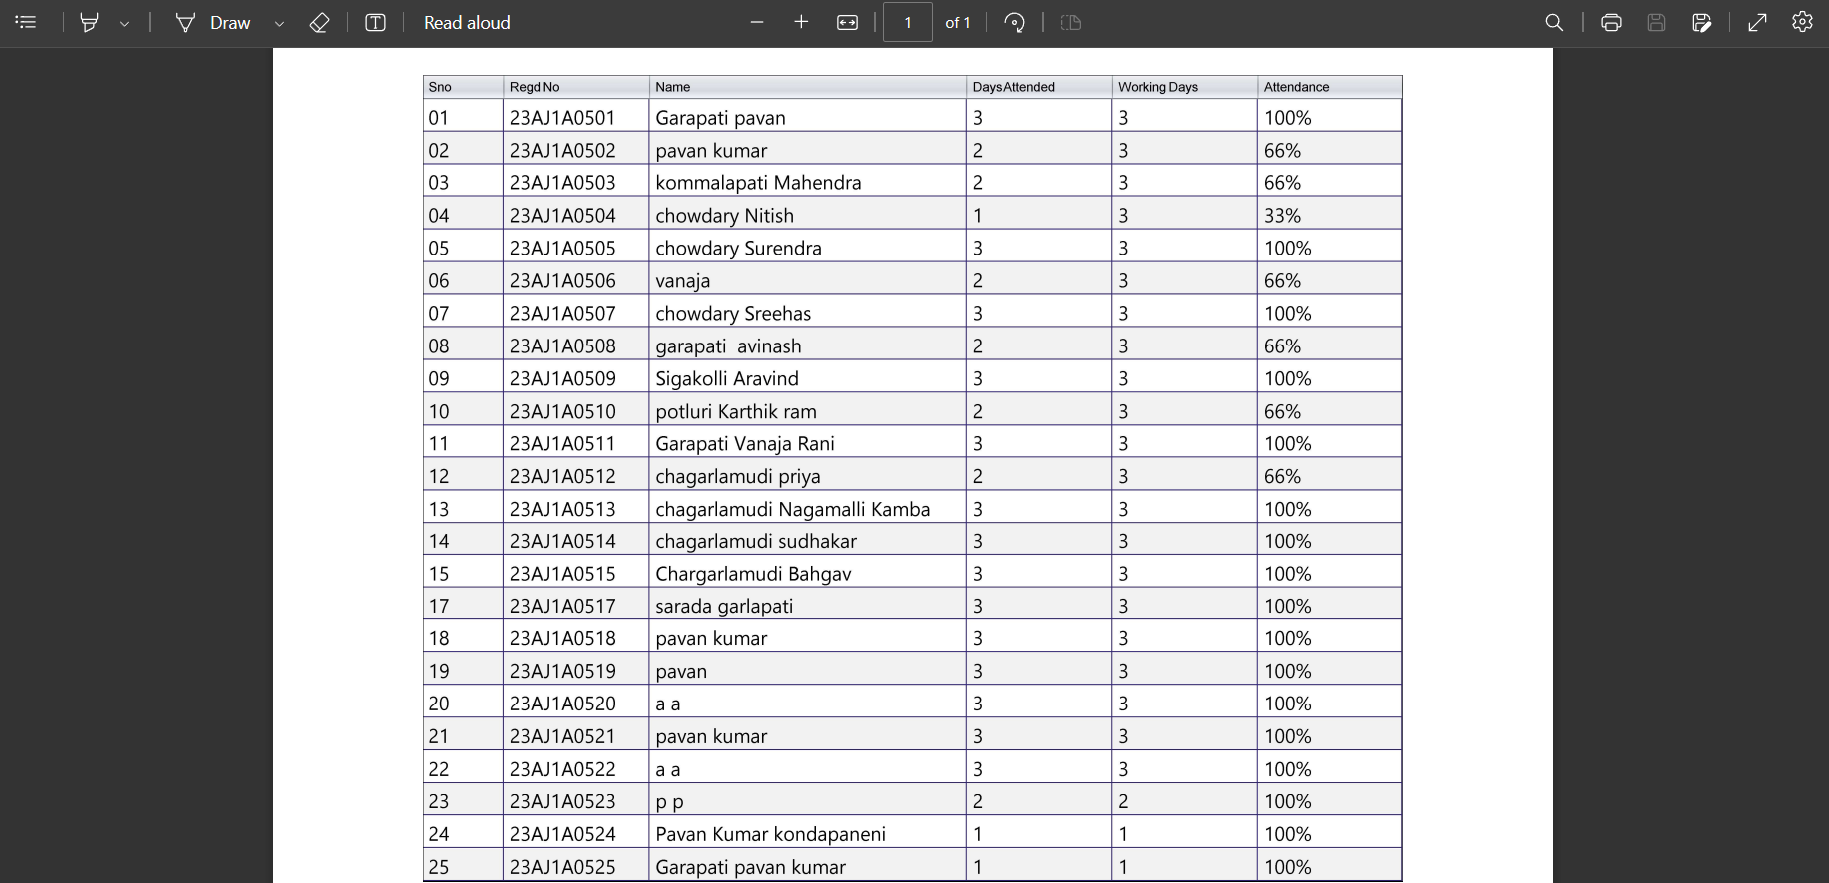 Draw Read aloud 1 of 1
Sno Regd No Name DaysAttended Working Days Attendance
01 23AJ1A0501 Garapati pavan 3 3 100%
02 23AJ1A0502 pavan kumar 2 3 66%
03 23AJ1A0503 kommalapati Mahendra 2 3 66%
04 23AJ1A0504 chowdary Nitish 1 3 33%
05 23AJ1A0505 chowdary Surendra 3 3 100%
06 23AJ1A0506 vanaja 2 3 66%
07 23AJ1A0507 chowdary Sreehas 3 3 100%
08 23AJ1A0508 garapati  avinash 2 3 66%
09 23AJ1A0509 Sigakolli Aravind 3 3 100%
10 23AJ1A0510 potluri Karthik ram 2 3 66%
11 23AJ1A0511 Garapati Vanaja Rani 3 3 100%
12 23AJ1A0512 chagarlamudi priya 2 3 66%
13 23AJ1A0513 chagarlamudi Nagamalli Kamba 3 3 100%
14 23AJ1A0514 chagarlamudi sudhakar 3 3 100%
15 23AJ1A0515 Chargarlamudi Bahgav 3 3 100%
17 23AJ1A0517 sarada garlapati 3 3 100%
18 23AJ1A0518 pavan kumar 3 3 100%
19 23AJ1A0519 pavan 3 3 100%
20 23AJ1A0520 a a 3 3 100%
21 23AJ1A0521 pavan kumar 3 3 100%
22 23AJ1A0522 a a 3 3 100%
23 23AJ1A0523 p p 2 2 100%
24 23AJ1A0524 Pavan Kumar kondapaneni 1 1 100%
25 23AJ1A0525 Garapati pavan kumar 1 1 100%